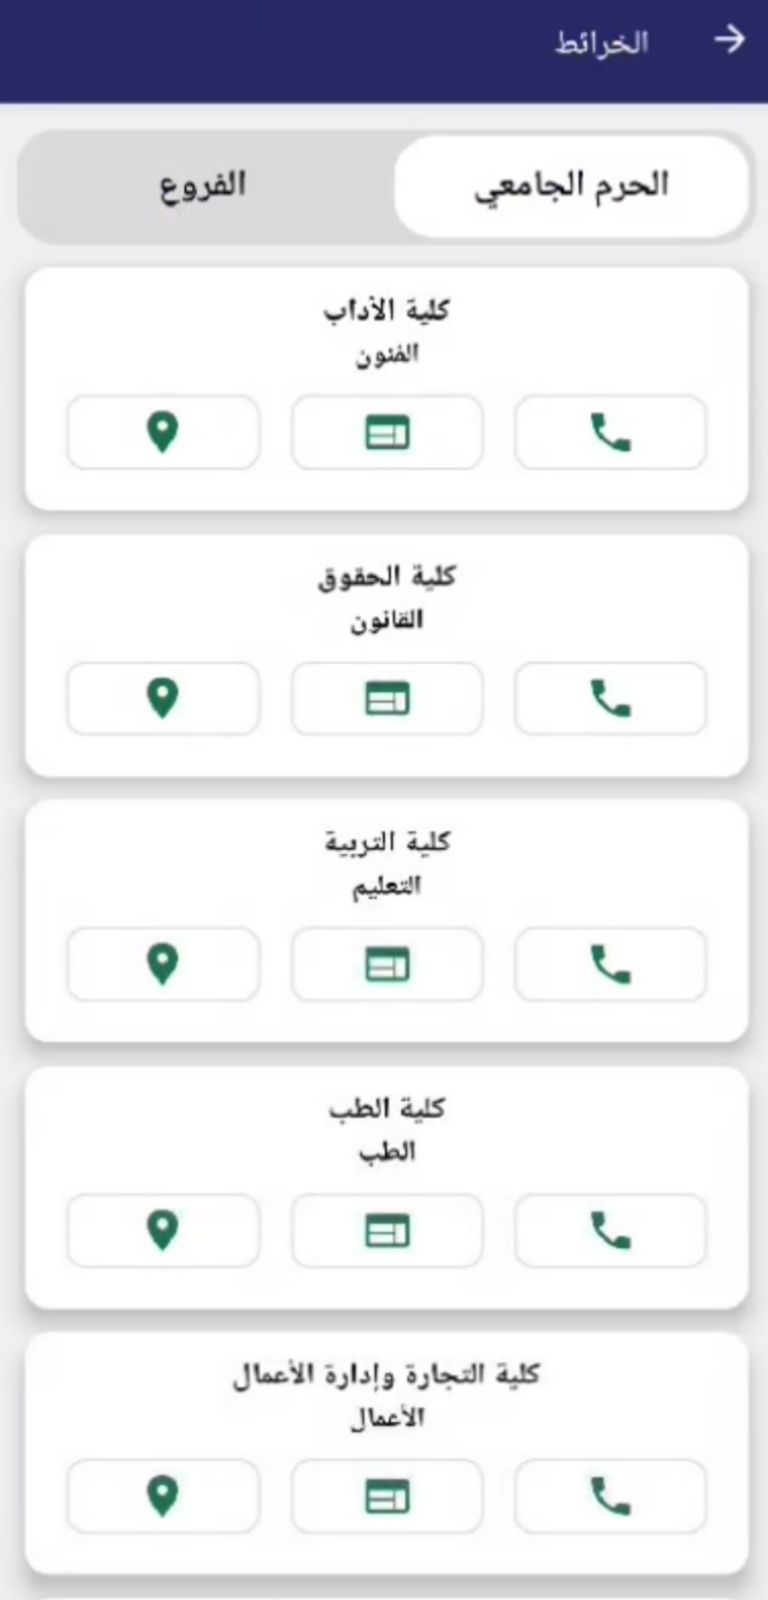 الخرائط
الحرم الجامعي
الفروع
كلية الأداب
الفنون
كلية الحقوق
القانون
كلية التربية
التعليم
كلية الطب
الطب
كلية التجارة وإدارة الأعمال
الأعمال